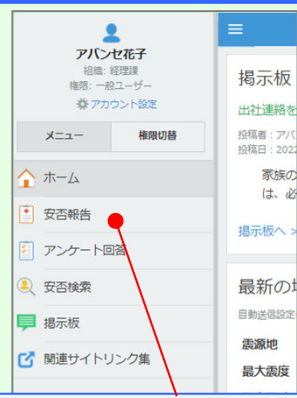 アバンセ花子
組織: 経理課
権限: 一般ユーザー
アカウント設定
メニュー 権限切替
ホーム
安否報告
アンケート回答
安否検索
掲示板
関連サイトリンク集
掲示板
出社連絡を
投稿者：アバ
投稿日：2022
家族の
は、必
掲示板へ >
最新の
自動送信設定
震源地
最大震度